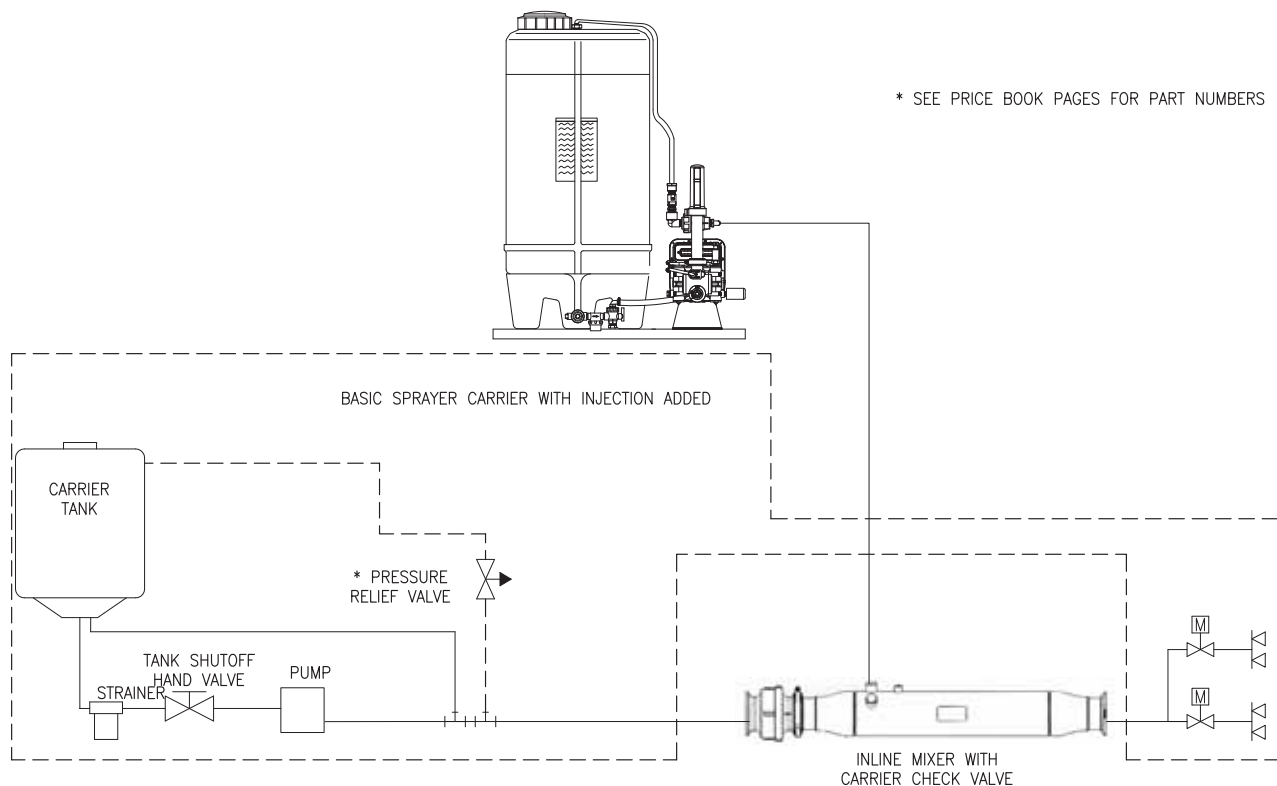 * SEE PRICE BOOK PAGES FOR PART NUMBERS
BASIC SPRAYER CARRIER WITH INJECTION ADDED
CARRIER
TANK
* PRESSURE
RELIEF VALVE
TANK SHUTOFF
HAND VALVE
STRAINER
PUMP
M
M
INLINE MIXER WITH
CARRIER CHECK VALVE